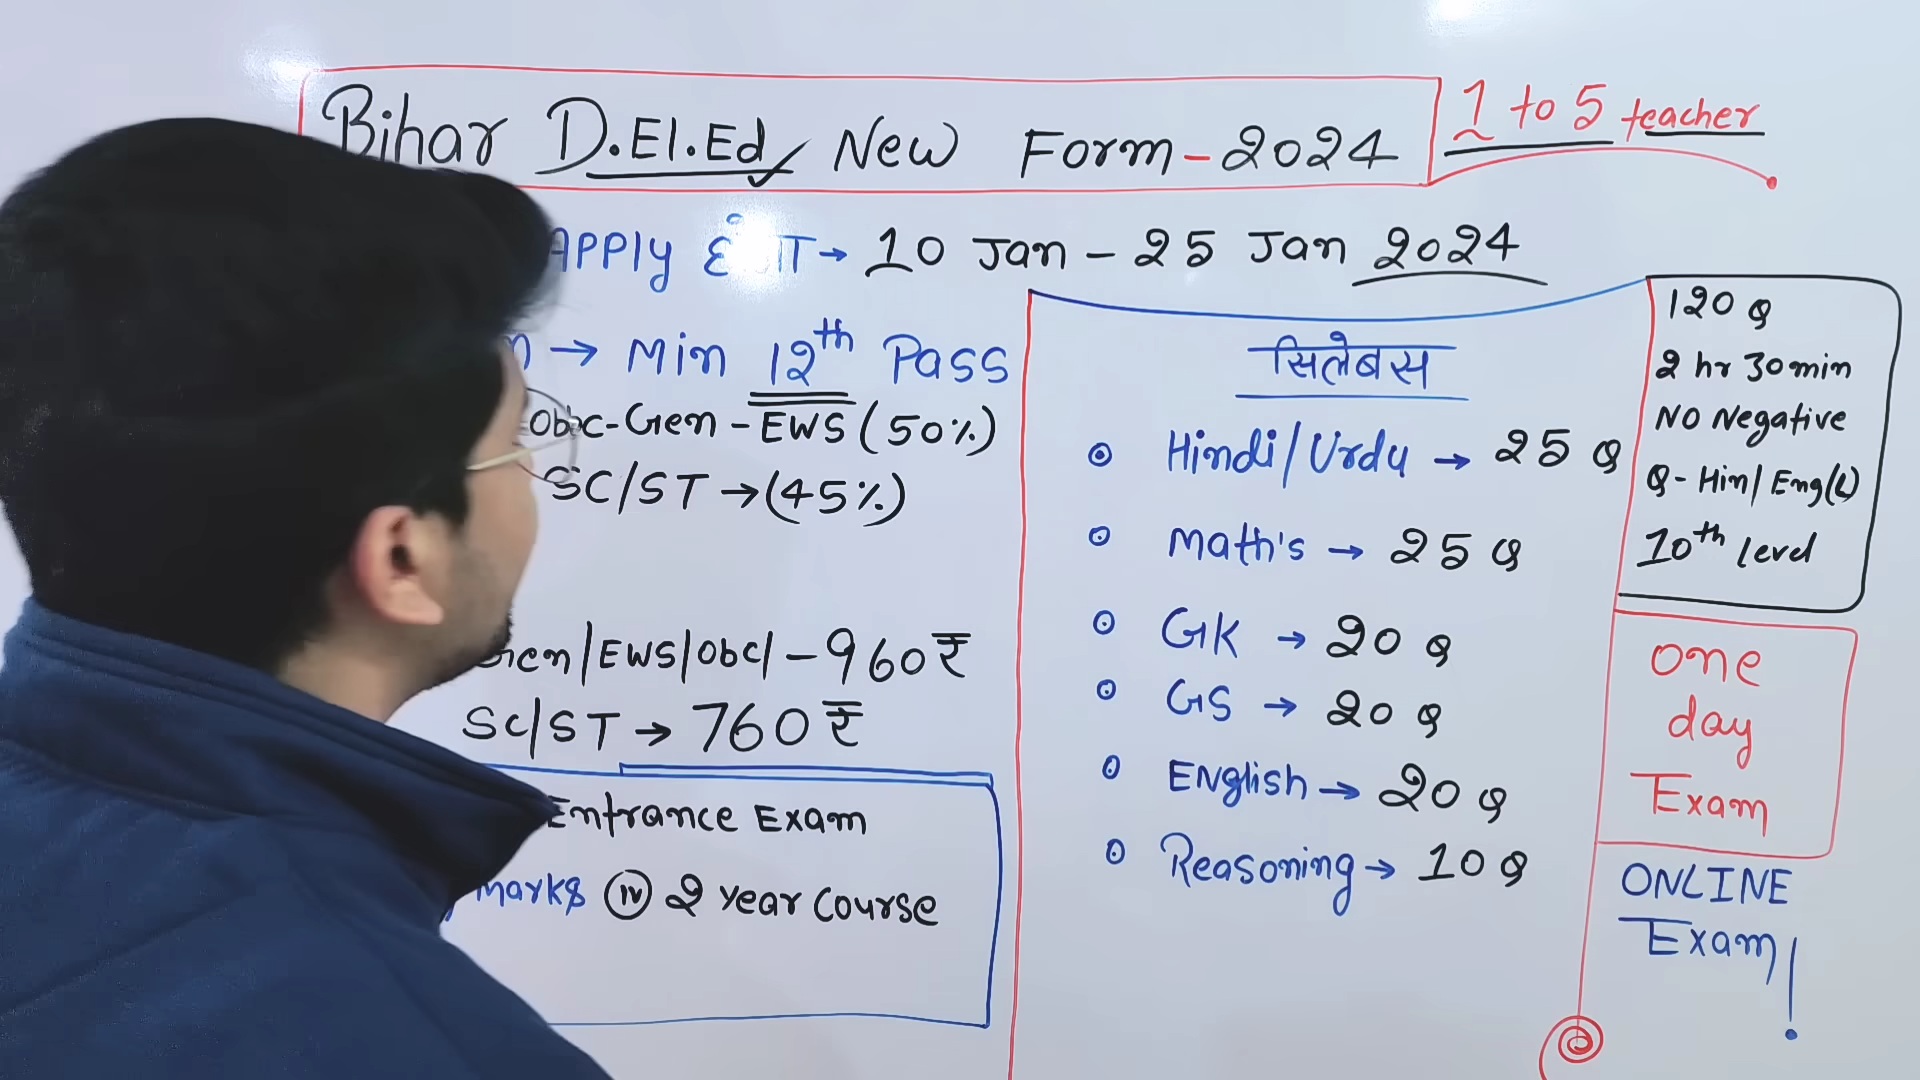 Bihar D.El.Ed New Form-2024
1 to 5 teacher
APPLY → 10 Jan - 25 Jan 2024
→ Min 12th Pass
Obc-Gen-EWS (50%)
SC/ST → (45%)
Gen/EWS/Obc/ - 960₹
SC/ST → 760₹
Entrance Exam
marks (iv) 2 Year Course
सिलेबस
Hindi/Urdu → 25 Q
Math's → 25 Q
GK → 20 Q
GS → 20 Q
English → 20 Q
Reasoning → 10 Q
120 Q
2 hr 30 min
No Negative
Q - Hin/Eng(L)
10th level
One
day
Exam
ONLINE
Exam!